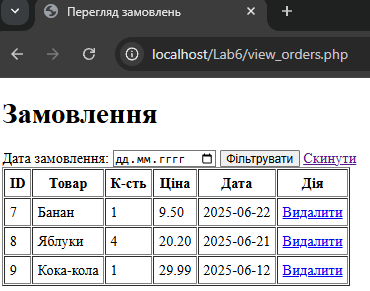 Перегляд замовлень
localhost/Lab6/view_orders.php
Замовлення
Дата замовлення: дд.мм.гггг Фільтрувати Скинути
ID Товар К-сть Ціна Дата Дія
7 Банан 1 9.50 2025-06-22 Видалити
8 Яблуки 4 20.20 2025-06-21 Видалити
9 Кока-кола 1 29.99 2025-06-12 Видалити